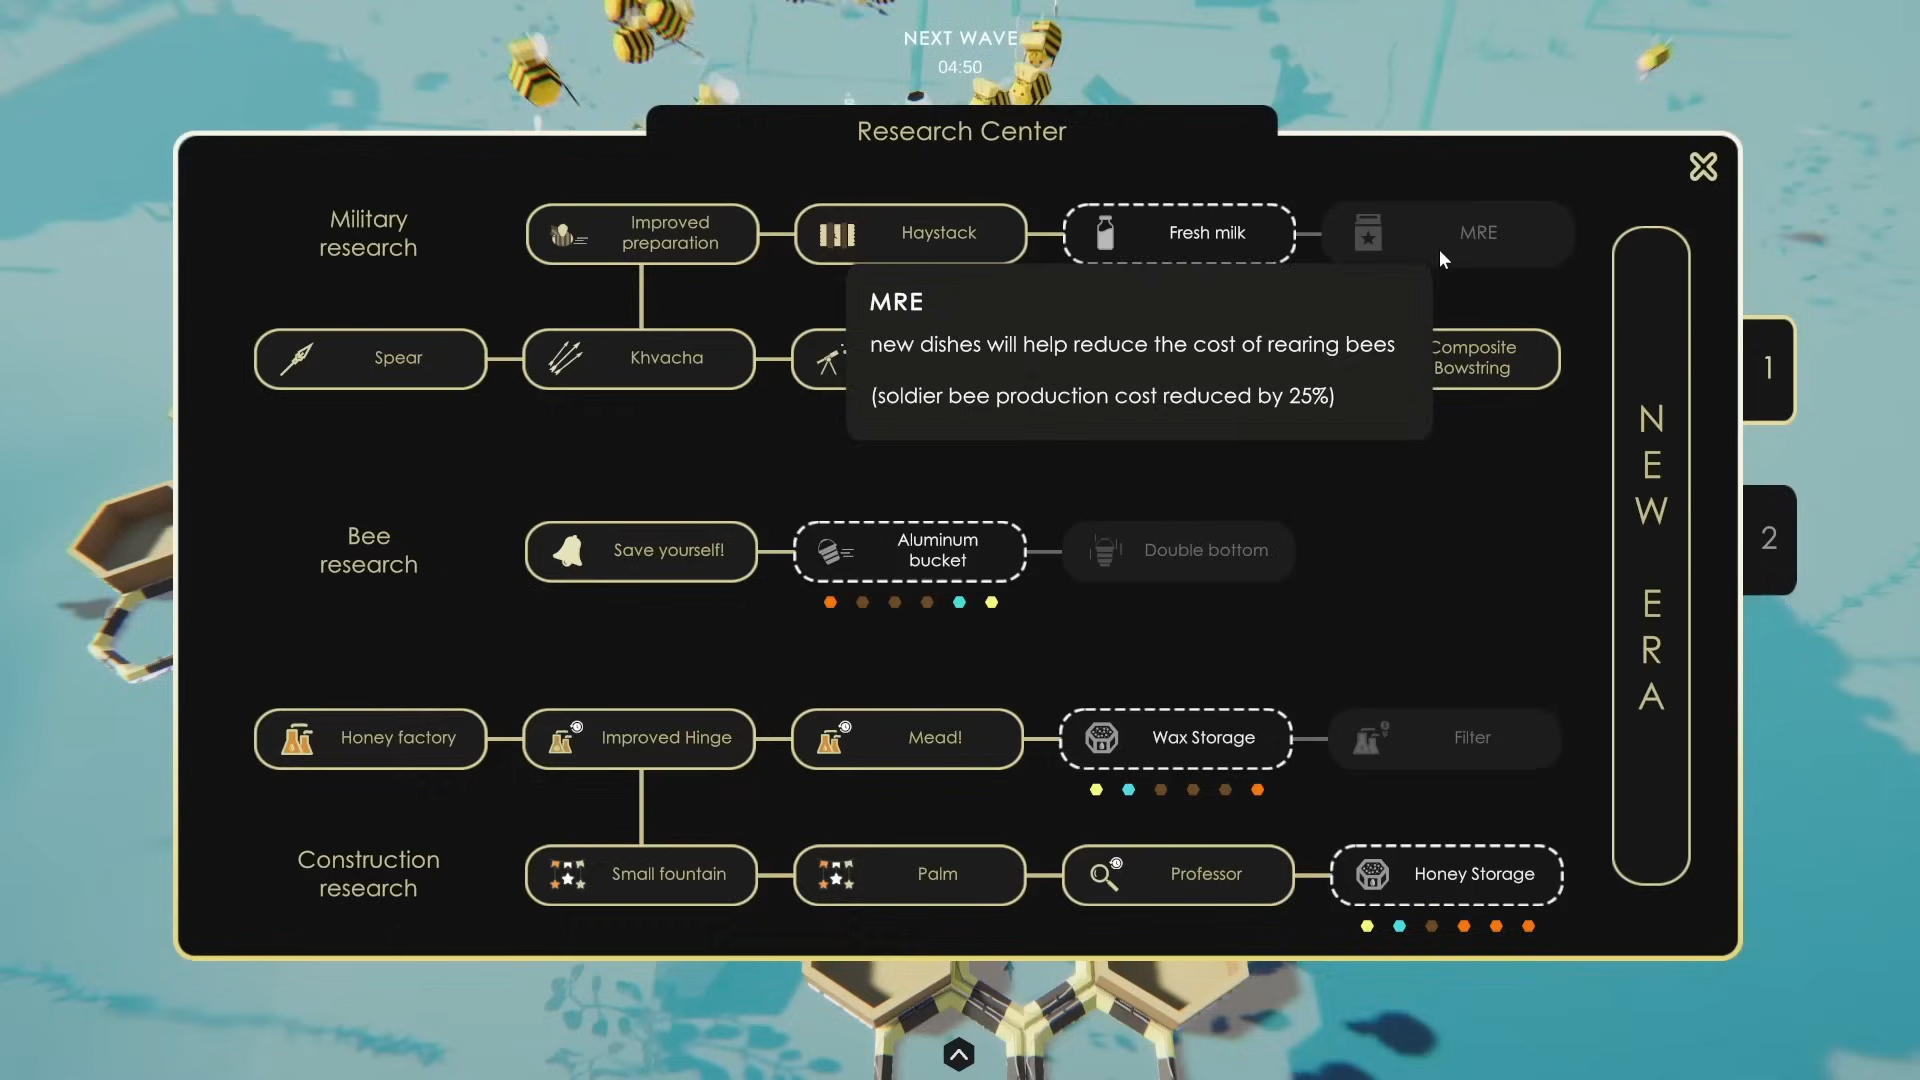 NEXT WAVE
04:50
Research Center
Military
research
Improved
preparation
Haystack
Fresh milk
MRE
MRE
new dishes will help reduce the cost of rearing bees
(soldier bee production cost reduced by 25%)
Spear
Khvacha
Composite
Bowstring
1
2
NEW ERA
Bee
research
Save yourself!
Aluminum
bucket
Double bottom
Honey factory
Improved Hinge
Mead!
Wax Storage
Filter
Construction
research
Small fountain
Palm
Professor
Honey Storage